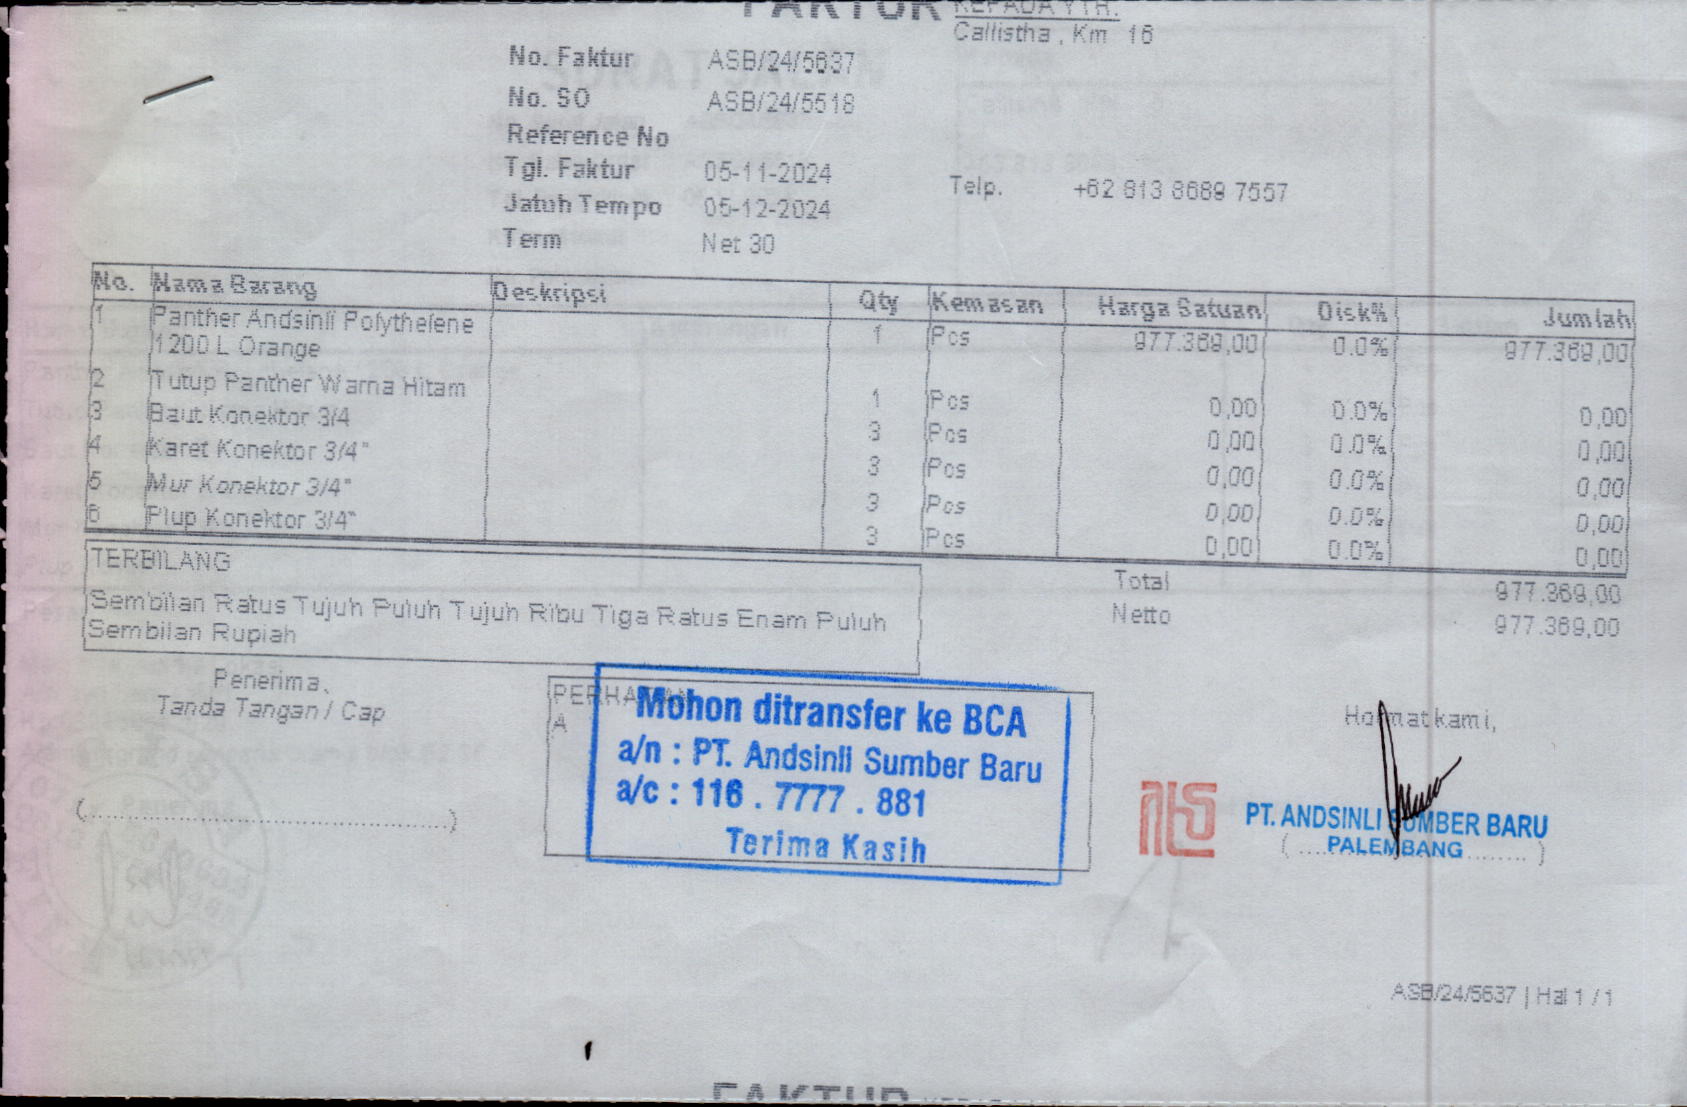 FAKTUR
KEPADA YTH.
Callistha , Km 16
No. Faktur ASB/24/5637
No. SO ASB/24/5518
Reference No
Tgl. Faktur 05-11-2024
Telp. +62 813 8689 7557
Jatuh Tempo 05-12-2024
Term Net 30
No. Nama Barang Deskripsi Qty Kemasan Harga Satuan Disk% Jumlah
1 Panther Andsinli Polythelene 1 Pcs 977.369,00 0.0% 977.369,00
1200 L Orange
2 Tutup Panther Warna Hitam 1 Pcs 0,00 0.0% 0,00
3 Baut Konektor 3/4 3 Pcs 0,00 0.0% 0,00
4 Karet Konektor 3/4" 3 Pcs 0,00 0.0% 0,00
5 Mur Konektor 3/4" 3 Pcs 0,00 0.0% 0,00
6 Plup Konektor 3/4" 3 Pcs 0,00 0.0% 0,00
TERBILANG
Sembilan Ratus Tujuh Puluh Tujuh Ribu Tiga Ratus Enam Puluh
Sembilan Rupiah
Total 977.369,00
Netto 977.369,00
Penerima,
Tanda Tangan / Cap
(..........................................)
A
Mohon ditransfer ke BCA
a/n : PT. Andsinli Sumber Baru
a/c : 116 . 7777 . 881
Terima Kasih
Hormat kami,
PT. ANDSINLI SUMBER BARU
PALEMBANG
ASB/24/5637 | Hal 1 / 1
FAKTUR